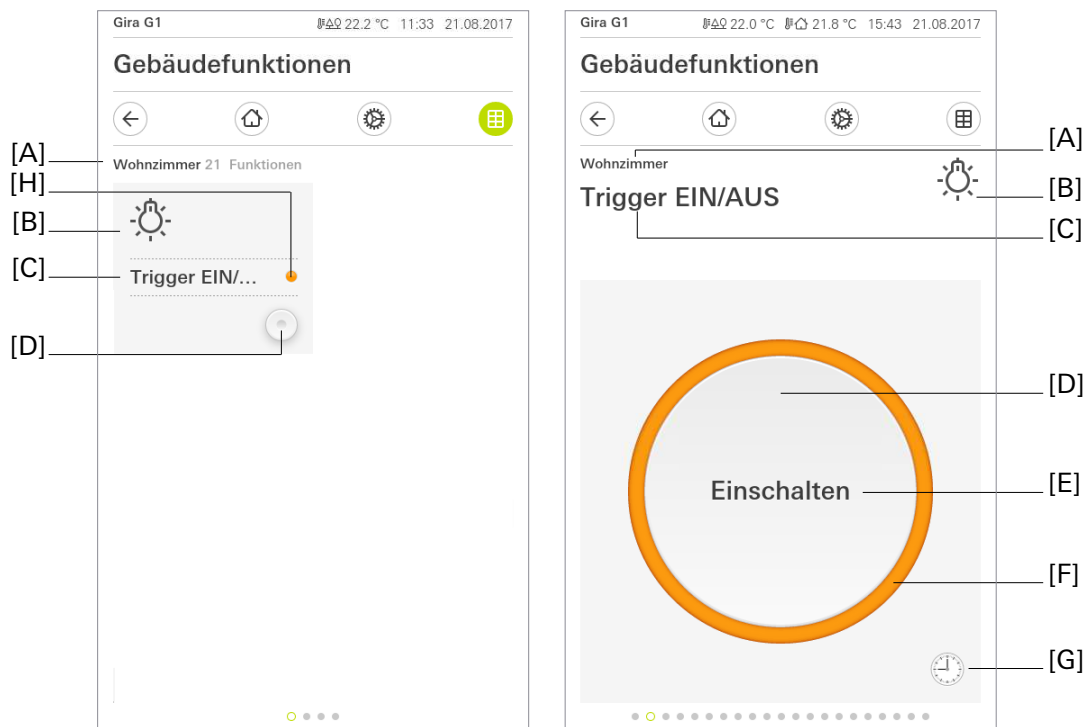 Gira G1 22.2 °C 11:33 21.08.2017
Gebäudefunktionen
[A]
Wohnzimmer 21 Funktionen
[H]
[B]
[C]
Trigger EIN/...
[D]
Gira G1 22.0 °C 21.8 °C 15:43 21.08.2017
Gebäudefunktionen
[A]
Wohnzimmer
[B]
Trigger EIN/AUS
[C]
[D]
Einschalten
[E]
[F]
[G]